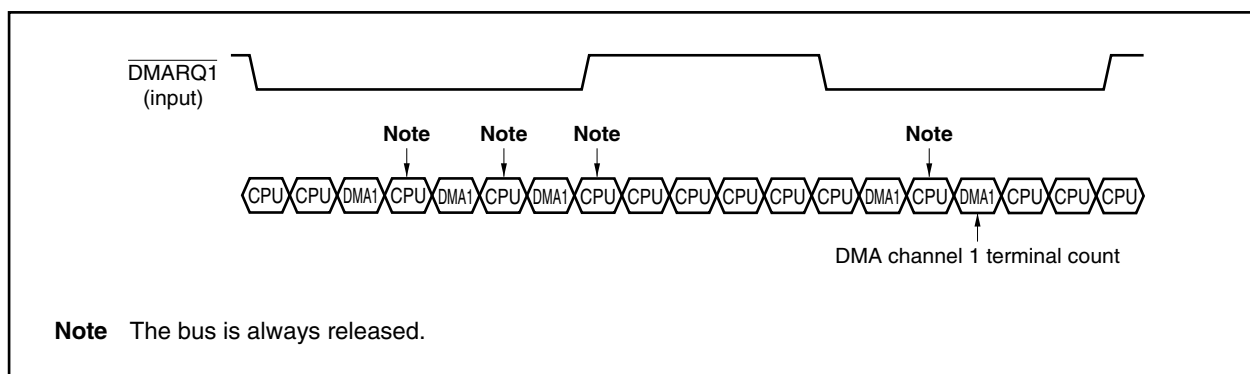 DMARQ1
(input)
Note Note Note Note
CPU CPU DMA1 CPU DMA1 CPU DMA1 CPU CPU CPU CPU CPU CPU DMA1 CPU DMA1 CPU CPU CPU
DMA channel 1 terminal count
Note The bus is always released.